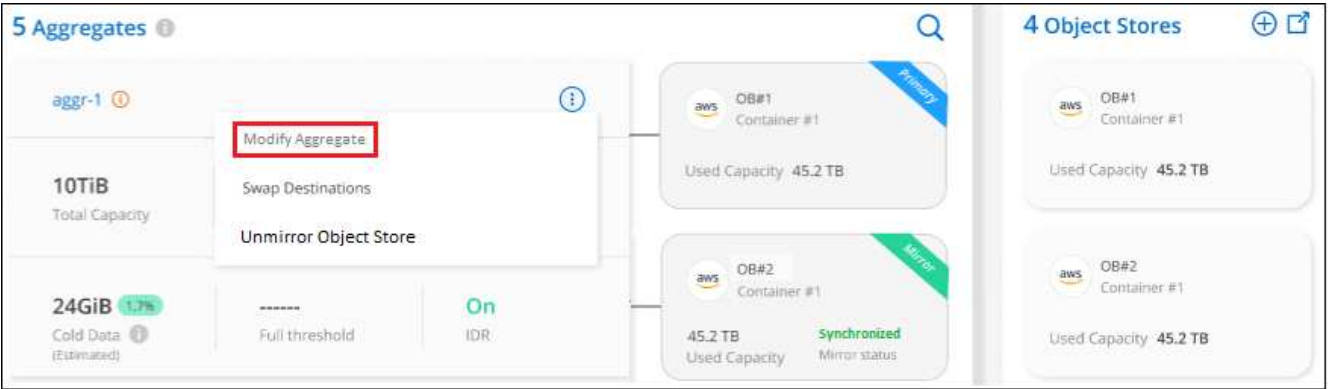 5 Aggregates
4 Object Stores
aggr-1
Modify Aggregate
Swap Destinations
Unmirror Object Store
10TiB
Total Capacity
24GiB 1.7%
Cold Data
(Estimated)
------
Full threshold
On
IDR
Primary
aws
OB#1
Container #1
Used Capacity 45.2 TB
Mirror
aws
OB#2
Container #1
45.2 TB
Used Capacity
Synchronized
Mirror status
aws
OB#1
Container #1
Used Capacity 45.2 TB
aws
OB#2
Container #1
Used Capacity 45.2 TB